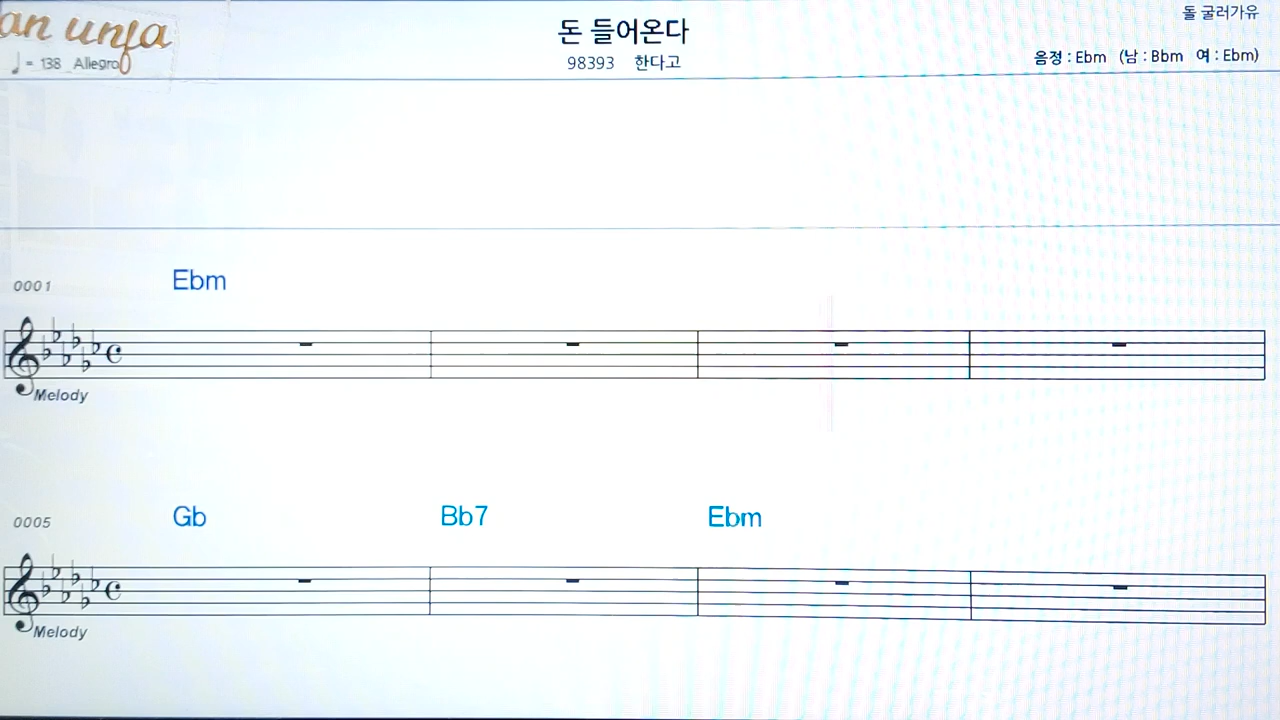 an unfa
♩ = 138 Allegro
돈 들어온다
98393 한다고
돌 굴러가유
음정 : Ebm (남 : Bbm 여 : Ebm)
0001 Ebm
Melody
0005 Gb Bb7 Ebm
Melody